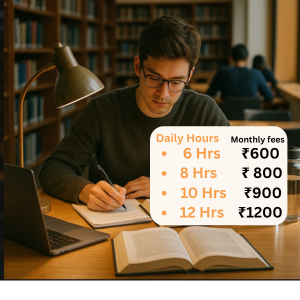 Daily Hours Monthly fees
• 6 Hrs ₹600
• 8 Hrs ₹ 800
• 10 Hrs ₹900
• 12 Hrs ₹1200